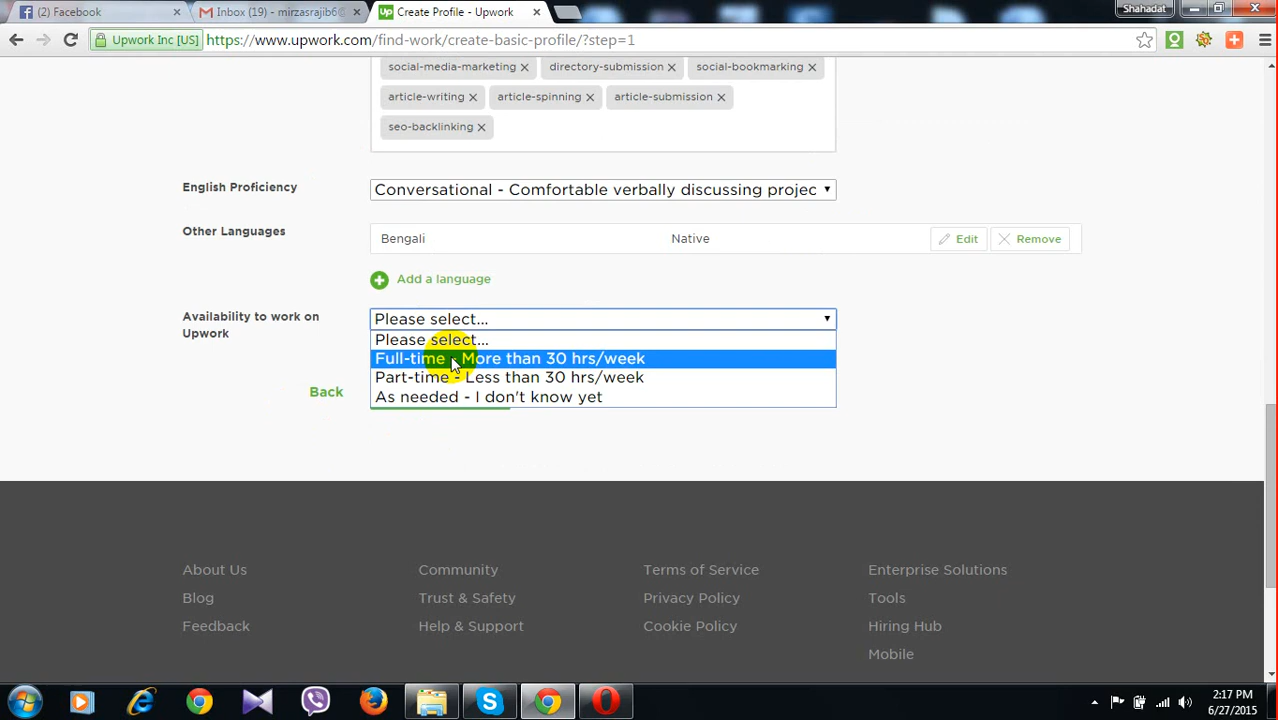 (2) Facebook
Inbox (19) - mirzasrajib6@
Create Profile - Upwork
Shahadat
Upwork Inc [US]
https://www.upwork.com/find-work/create-basic-profile/?step=1
social-media-marketing
directory-submission
social-bookmarking
article-writing
article-spinning
article-submission
seo-backlinking
English Proficiency
Conversational - Comfortable verbally discussing projec
Other Languages
Bengali
Native
Edit
Remove
Add a language
Availability to work on
Upwork
Please select...
Please select...
Full-time - More than 30 hrs/week
Part-time - Less than 30 hrs/week
As needed - I don't know yet
Back
About Us
Community
Terms of Service
Enterprise Solutions
Blog
Trust & Safety
Privacy Policy
Tools
Feedback
Help & Support
Cookie Policy
Hiring Hub
Mobile
2:17 PM
6/27/2015